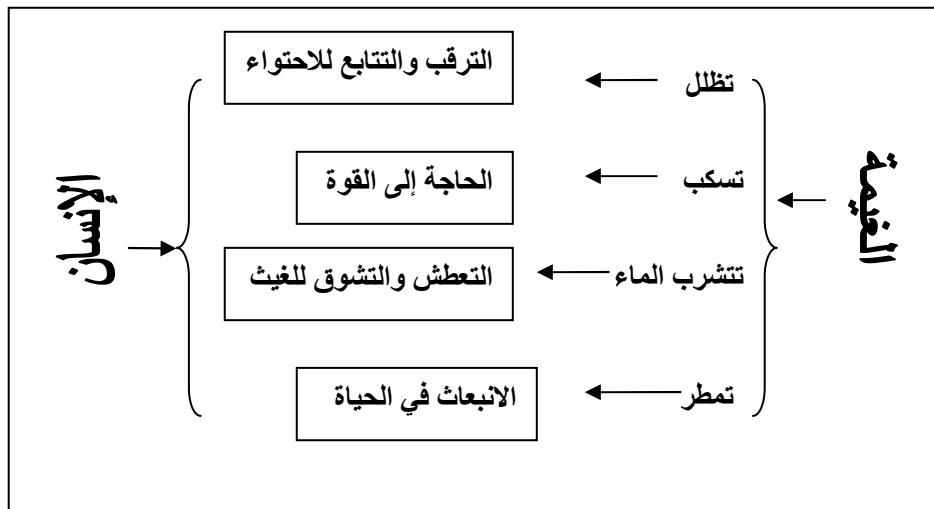 الغيمة
تظلل
الترقب والتتابع للاحتواء
تسكب
الحاجة إلى القوة
تتشرب الماء
التعطش والتشوق للغيث
تمطر
الانبعاث في الحياة
الإنسان